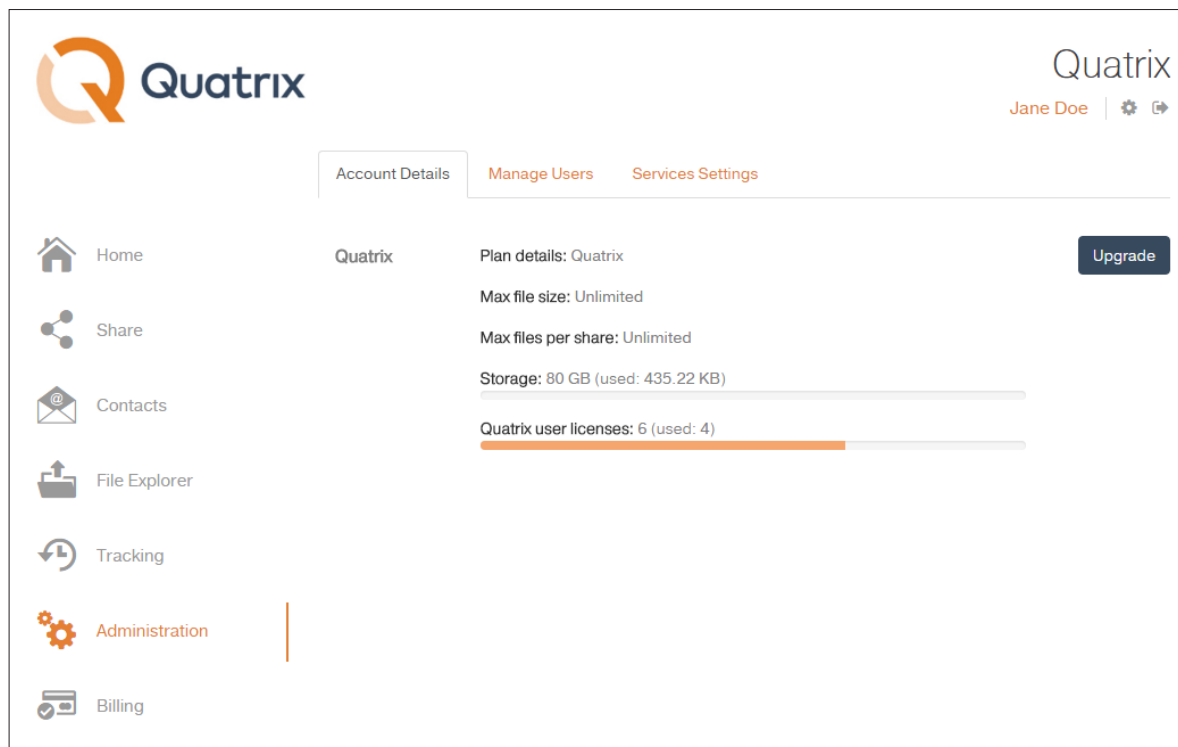 Quatrix
Quatrix
Jane Doe
Account Details Manage Users Services Settings
Home
Share
Contacts
File Explorer
Tracking
Administration
Billing
Quatrix
Plan details: Quatrix
Upgrade
Max file size: Unlimited
Max files per share: Unlimited
Storage: 80 GB (used: 435.22 KB)
Quatrix user licenses: 6 (used: 4)